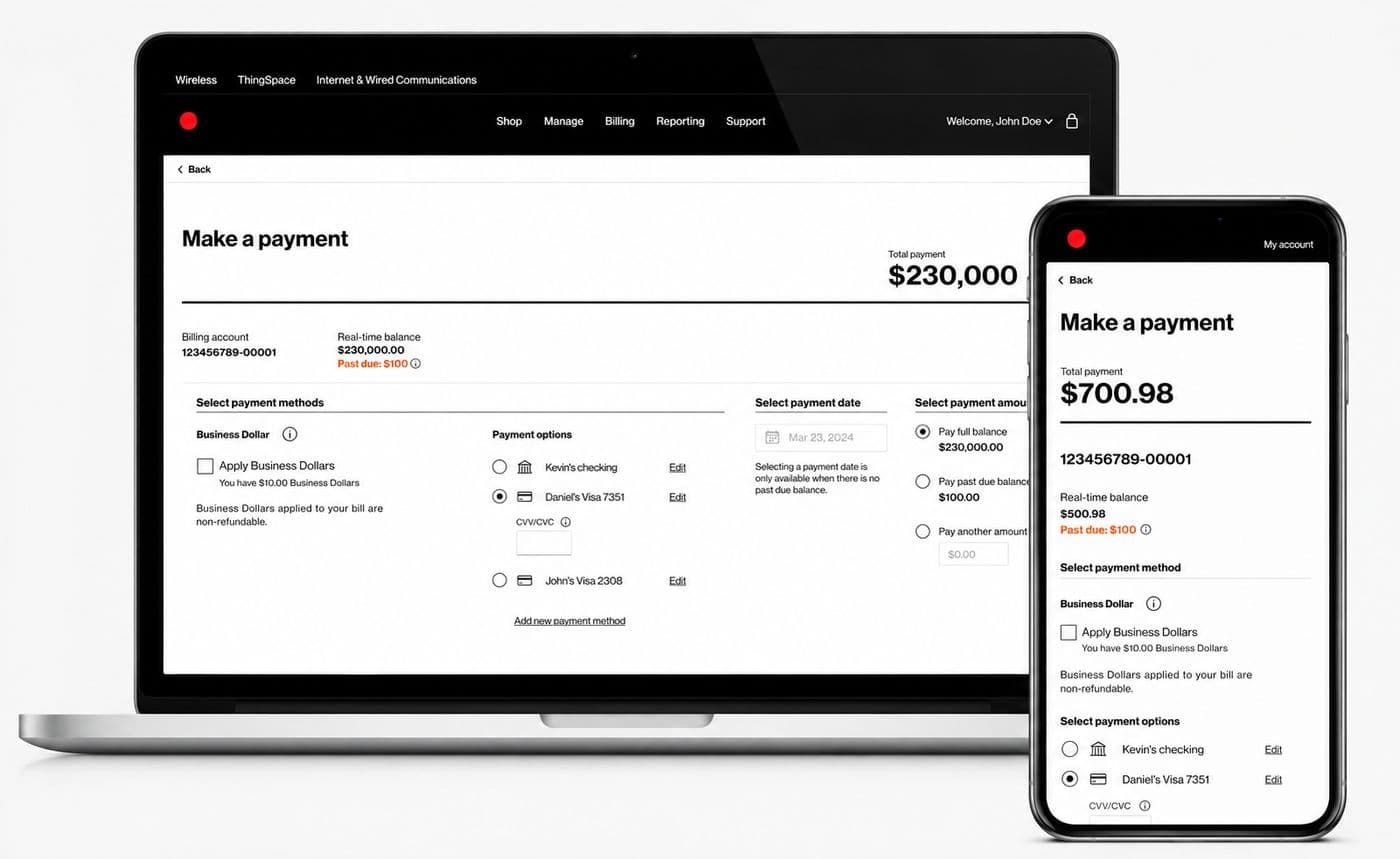 Wireless ThingSpace Internet & Wired Communications
Shop Manage Billing Reporting Support
Welcome, John Doe
Back
Make a payment
Total payment
$230,000
Billing account
123456789-00001
Real-time balance
$230,000.00
Past due: $100
Select payment methods
Business Dollar
Apply Business Dollars
You have $10.00 Business Dollars
Business Dollars applied to your bill are
non-refundable.
Payment options
Kevin's checking Edit
Daniel's Visa 7351 Edit
CVV/CVC
John's Visa 2308 Edit
Add new payment method
Select payment date
Mar 23, 2024
Selecting a payment date is
only available when there is no
past due balance.
Select payment amou
Pay full balance
$230,000.00
Pay past due balance
$100.00
Pay another amount
$0.00
My account
Back
Make a payment
Total payment
$700.98
123456789-00001
Real-time balance
$500.98
Past due: $100
Select payment method
Business Dollar
Apply Business Dollars
You have $10.00 Business Dollars
Business Dollars applied to your bill are
non-refundable.
Select payment options
Kevin's checking Edit
Daniel's Visa 7351 Edit
CVV/CVC